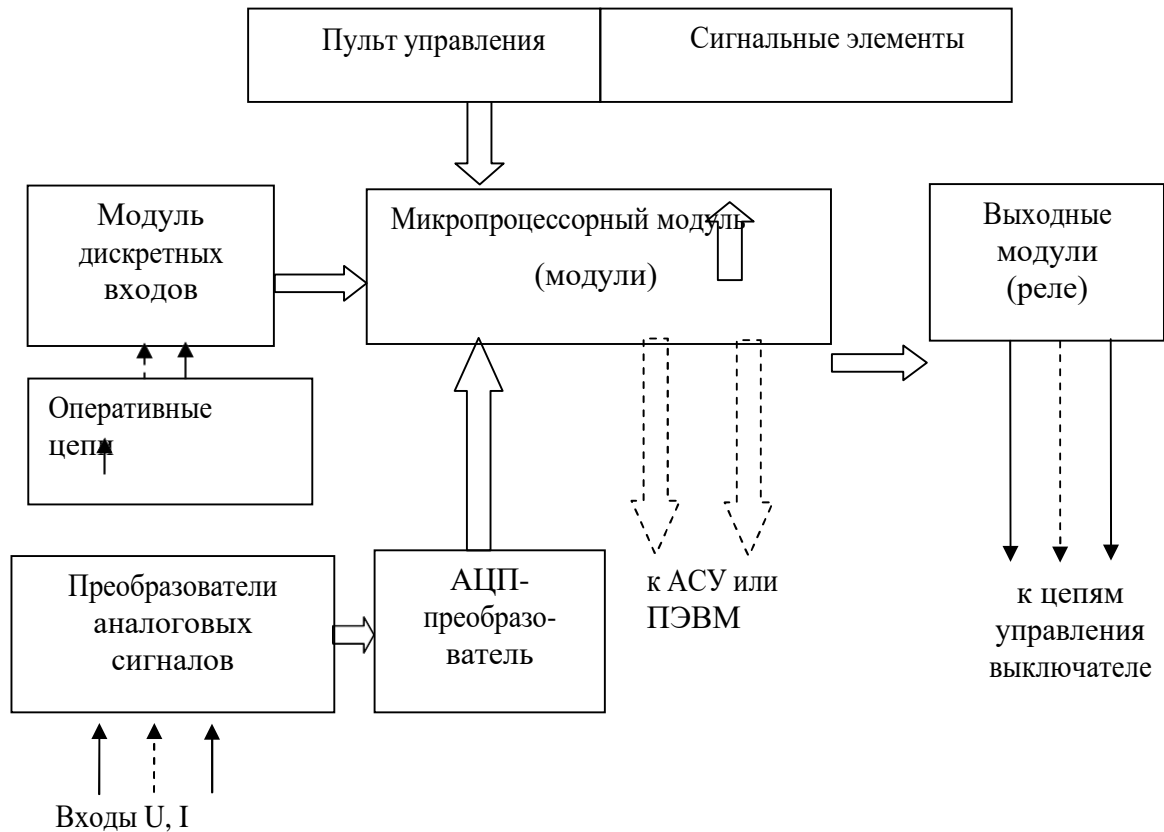 Пульт управления
Сигнальные элементы
Модуль
дискретных
входов
Микропроцессорный модуль
(модули)
Выходные
модули
(реле)
Оперативные
цепи
Преобразователи
аналоговых
сигналов
АЦП-
преобразо-
ватель
к АСУ или
ПЭВМ
к цепям
управления
выключателе
Входы U, I